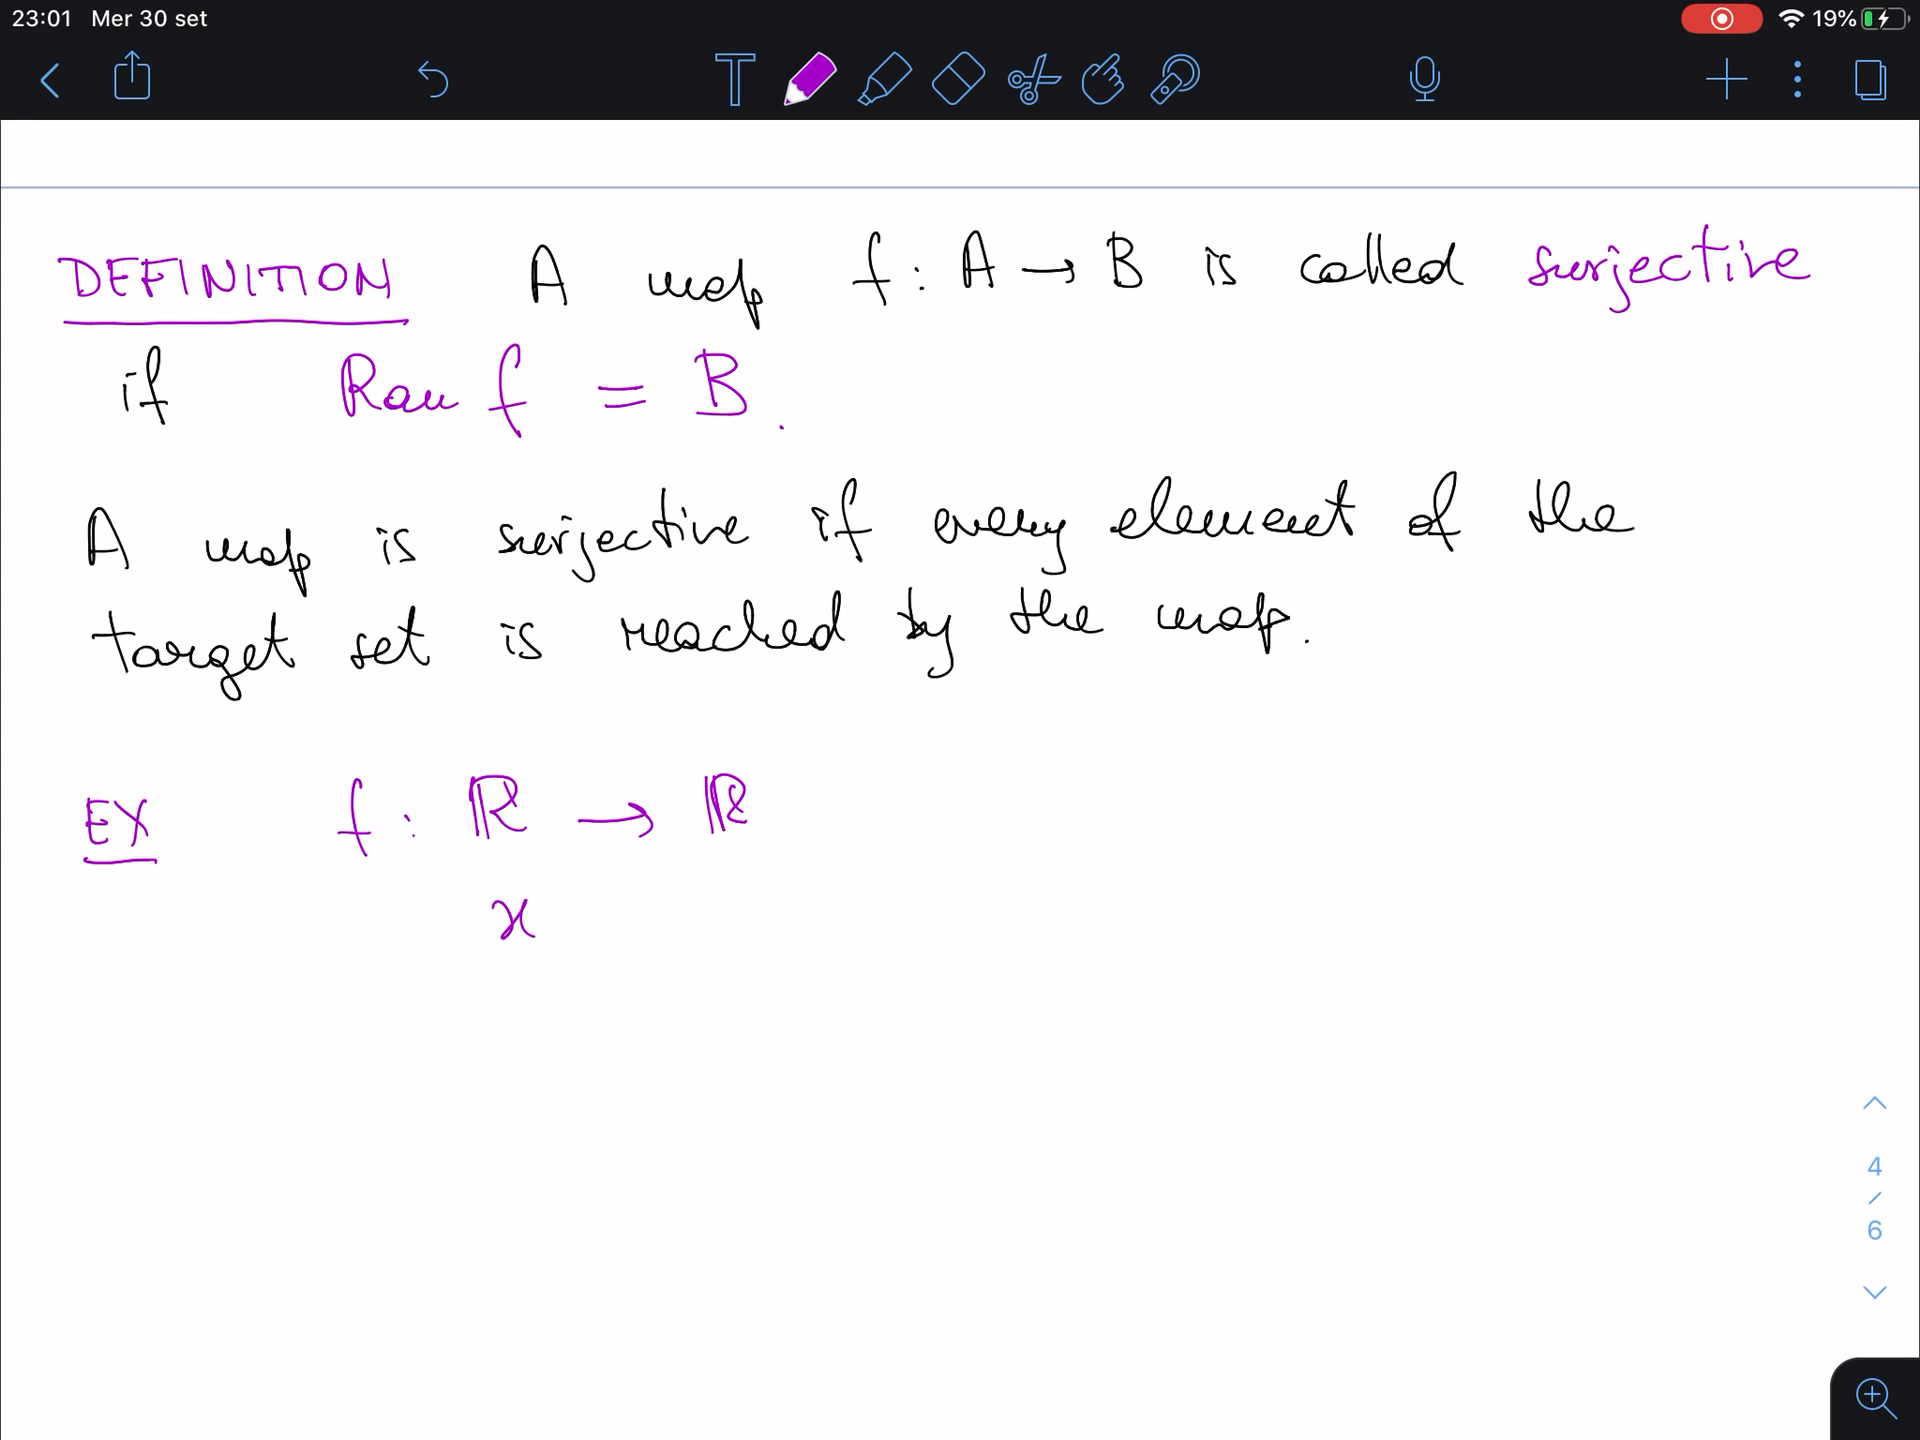 23:01 Mer 30 set 19%
T
DEFINITION A map f : A → B is called surjective
if Ran f = B.
A map is surjective if every element of the
target set is reached by the map.
EX f : ℝ → ℝ
x
4
/
6